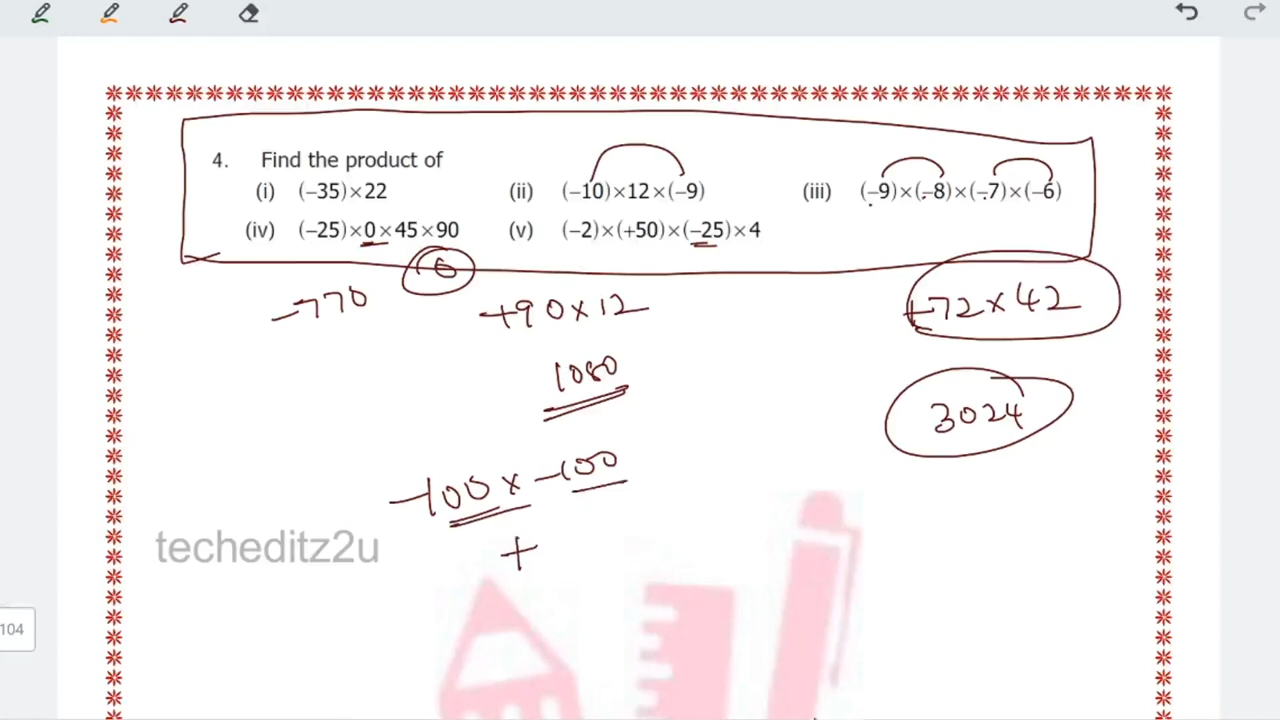 4. Find the product of
(i) (–35)×22 (ii) (–10)×12×(–9) (iii) (–9)×(–8)×(–7)×(–6)
(iv) (–25)×0×45×90 (v) (–2)×(+50)×(–25)×4
–770 0 +90×12 +72×42
1080
3024
–100×–100
+
techeditz2u
104